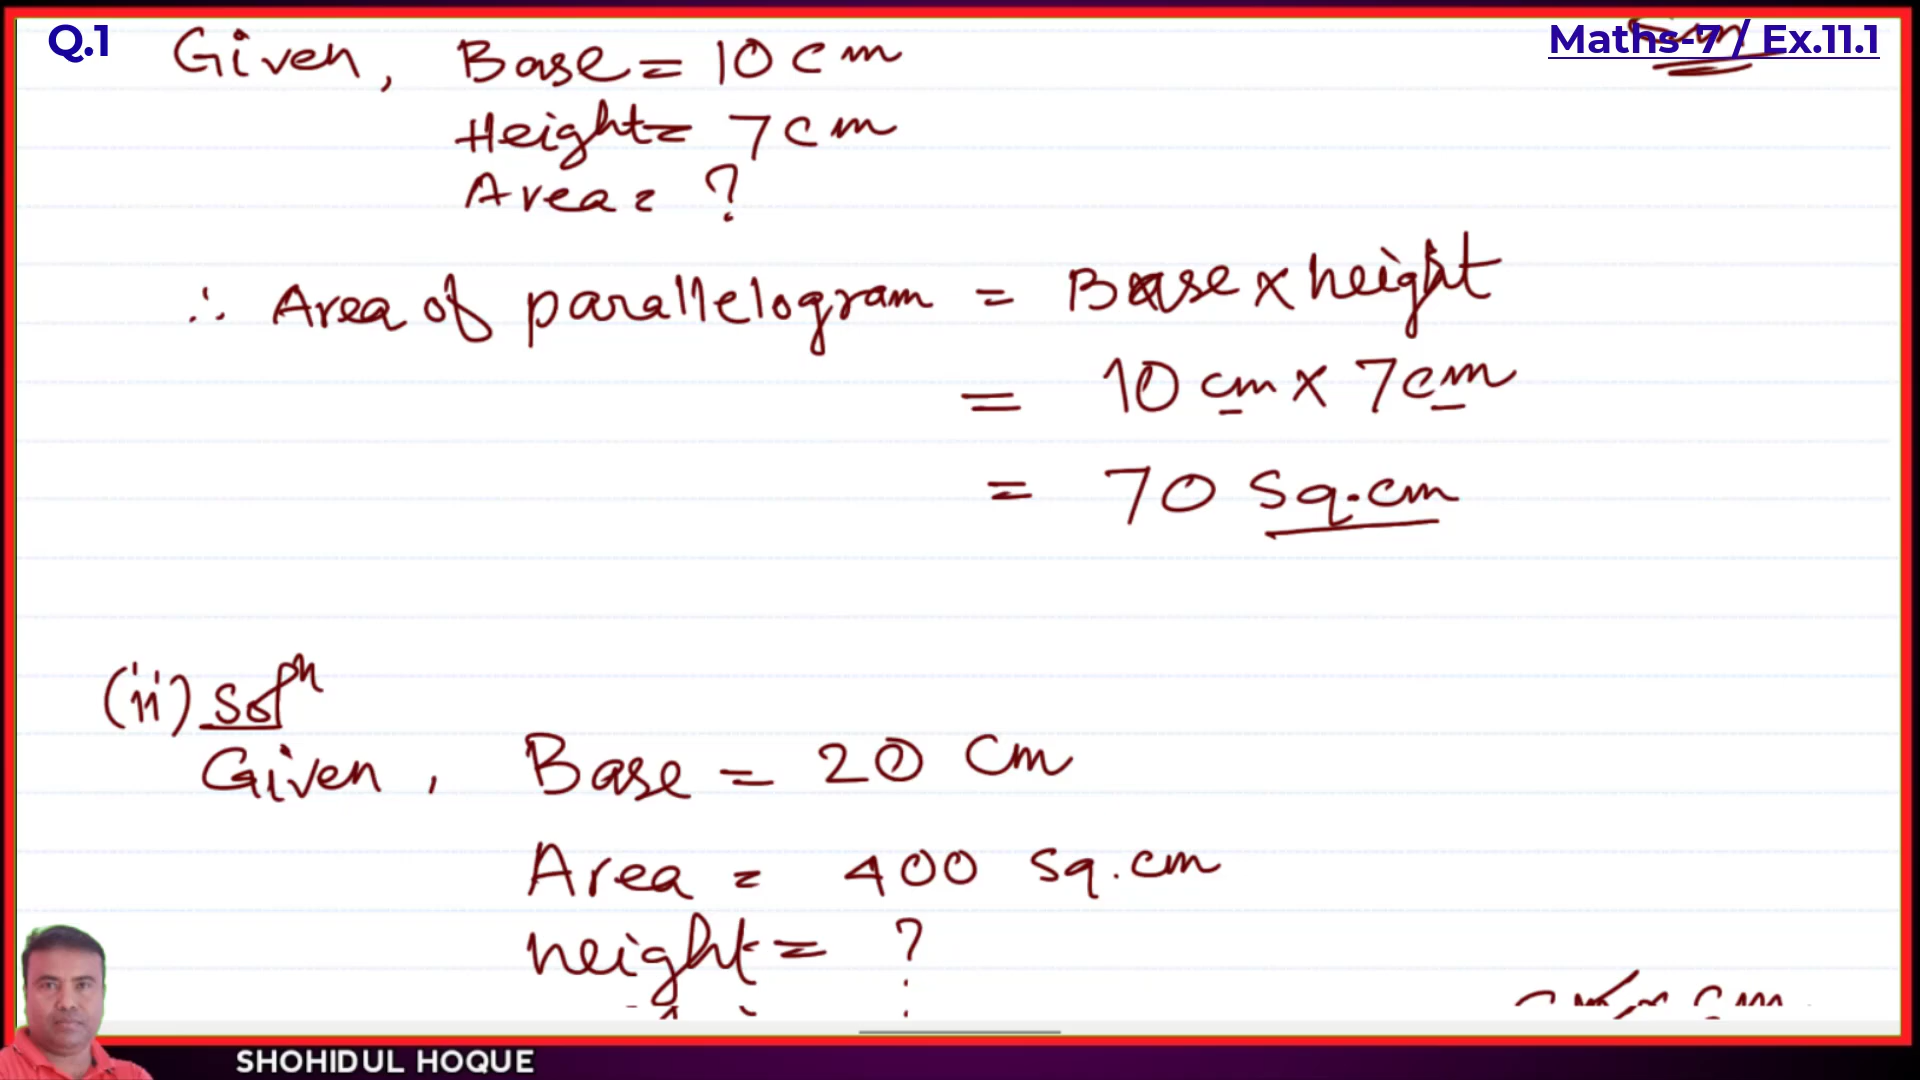 Q.1
Maths-7 / Ex.11.1
Given, Base = 10 cm
Height = 7 cm
Area = ?
∴ Area of parallelogram = Base × height
= 10 cm × 7 cm
= 70 Sq.cm
(ii) Solⁿ
Given, Base = 20 cm
Area = 400 sq.cm
height = ?
SHOHIDUL HOQUE